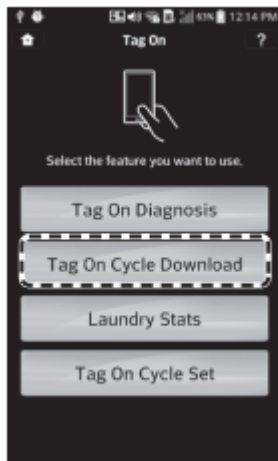 63% 12:14 PM
Tag On ?
Select the feature you want to use.
Tag On Diagnosis
Tag On Cycle Download
Laundry Stats
Tag On Cycle Set